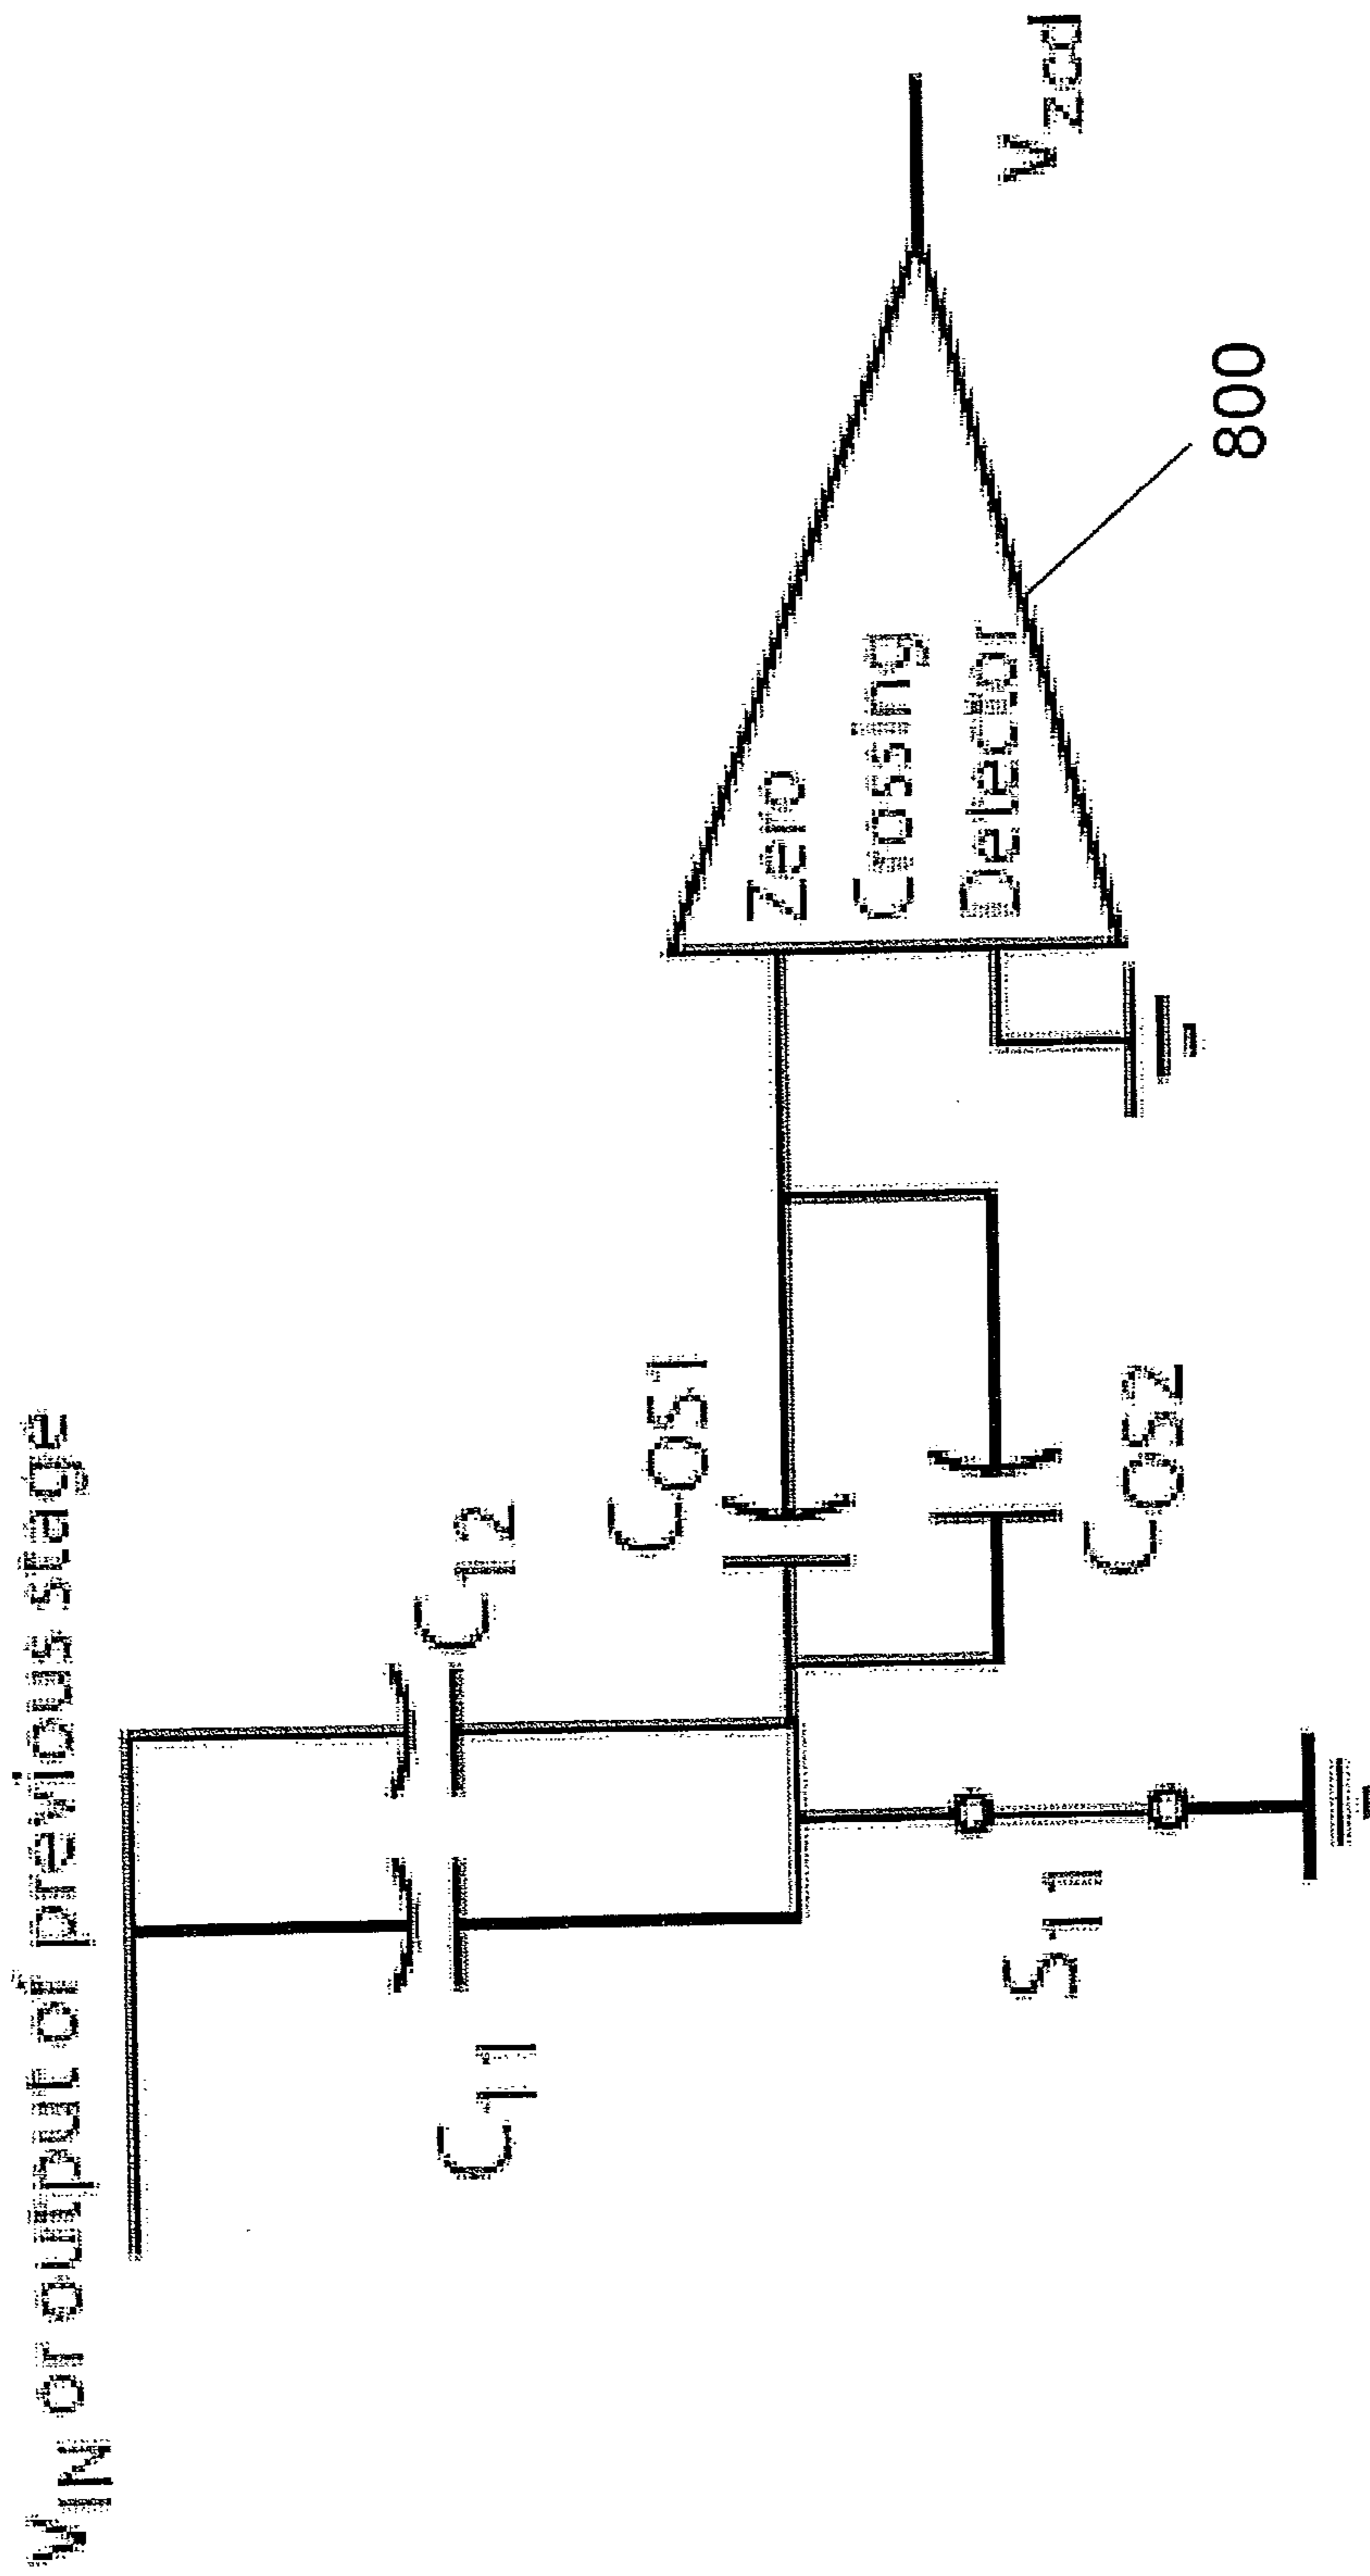 VIN or output of previous stage
C11
C12
COS1
COS2
S11
Zero
Crossing
Detector
Vzcd
800